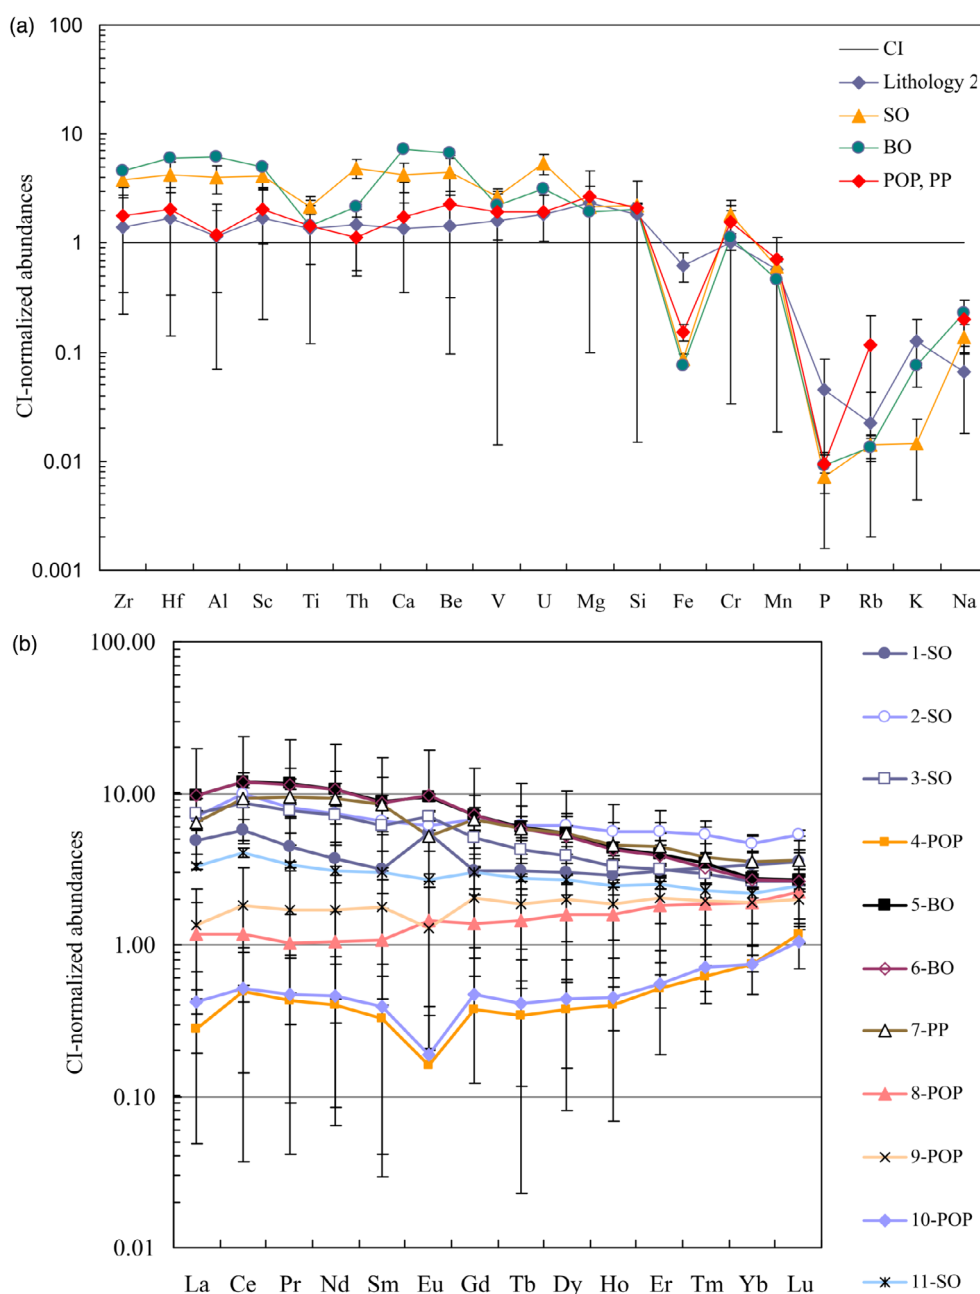 (a)
CI-normalized abundances
100
10
1
0.1
0.01
0.001
CI
Lithology 2
SO
BO
POP, PP
Zr Hf Al Sc Ti Th Ca Be V U Mg Si Fe Cr Mn P Rb K Na
(b)
CI-normalized abundances
100.00
10.00
1.00
0.10
0.01
1-SO
2-SO
3-SO
4-POP
5-BO
6-BO
7-PP
8-POP
9-POP
10-POP
11-SO
La Ce Pr Nd Sm Eu Gd Tb Dy Ho Er Tm Yb Lu